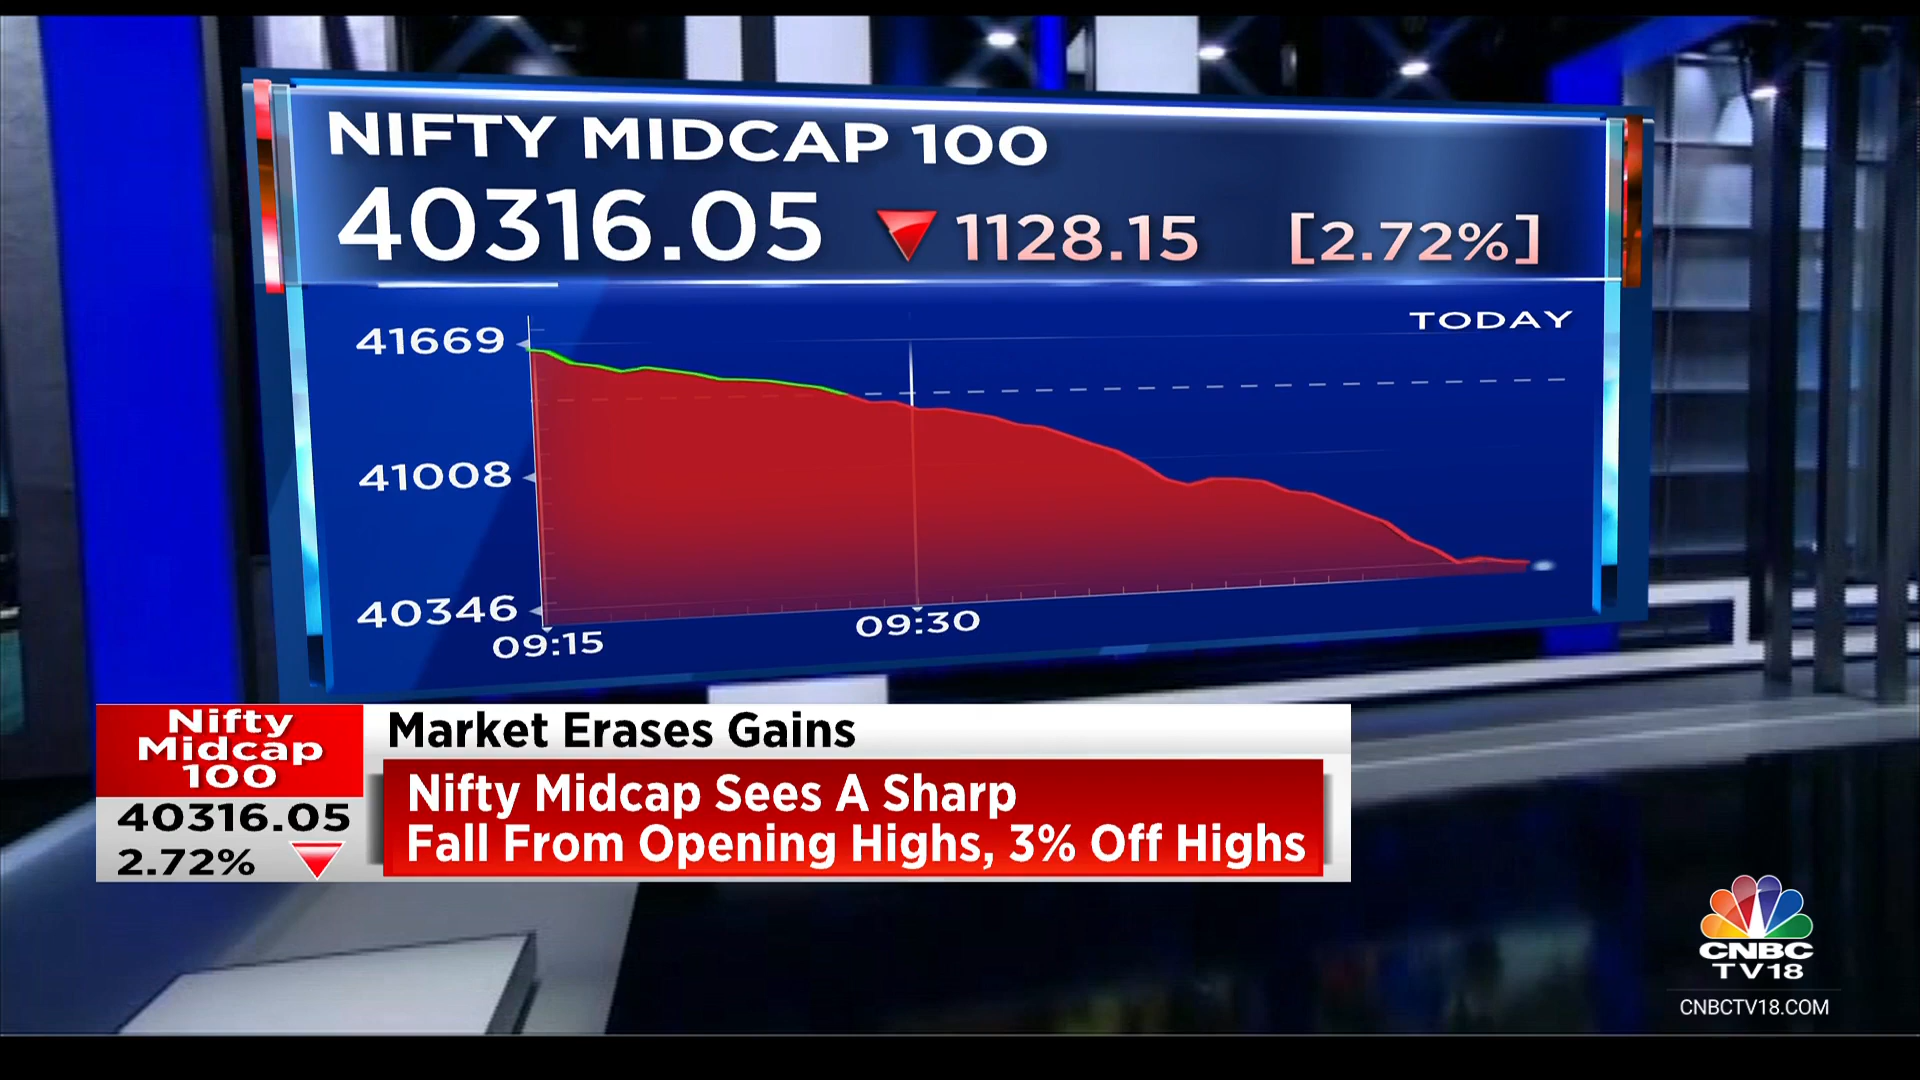 NIFTY MIDCAP 100
40316.05 1128.15 [2.72%]
TODAY
41669
41008
40346
09:15
09:30
Nifty
Midcap
100
40316.05
2.72%
Market Erases Gains
Nifty Midcap Sees A Sharp
Fall From Opening Highs, 3% Off Highs
CNBC
TV18
CNBCTV18.COM